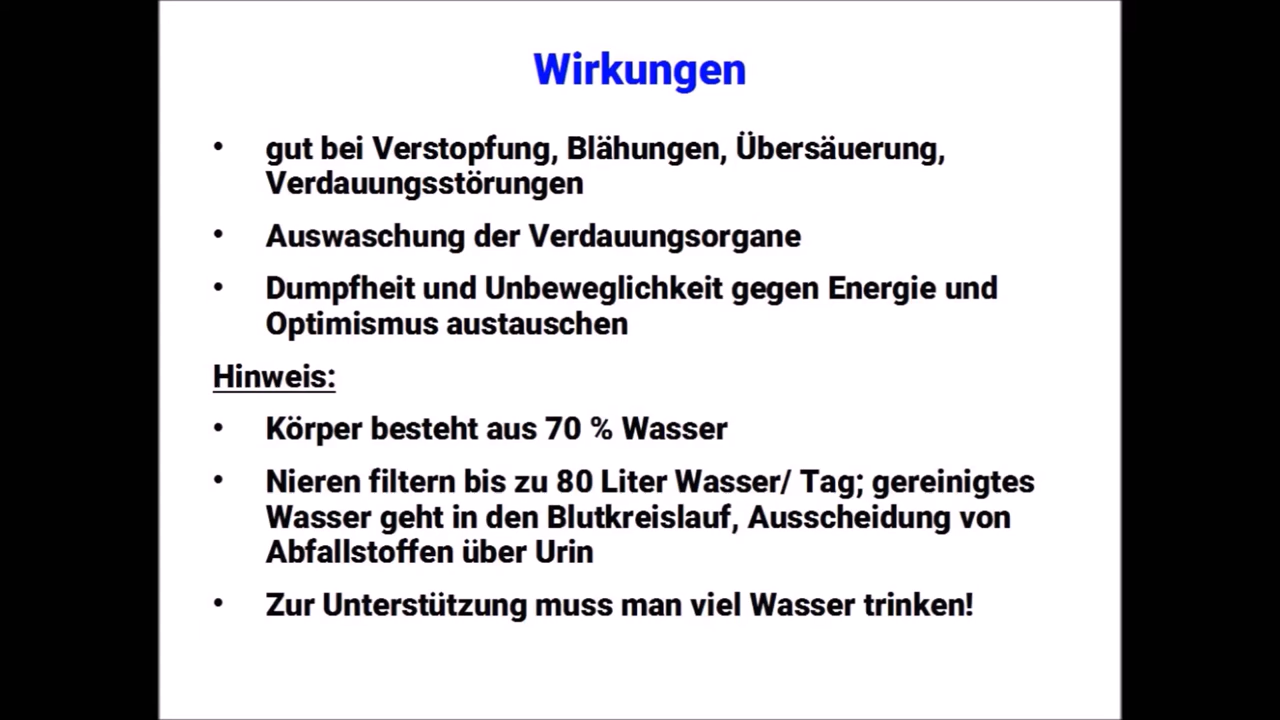 Wirkungen
• gut bei Verstopfung, Blähungen, Übersäuerung,
Verdauungsstörungen
• Auswaschung der Verdauungsorgane
• Dumpfheit und Unbeweglichkeit gegen Energie und
Optimismus austauschen
Hinweis:
• Körper besteht aus 70 % Wasser
• Nieren filtern bis zu 80 Liter Wasser/ Tag; gereinigtes
Wasser geht in den Blutkreislauf, Ausscheidung von
Abfallstoffen über Urin
• Zur Unterstützung muss man viel Wasser trinken!